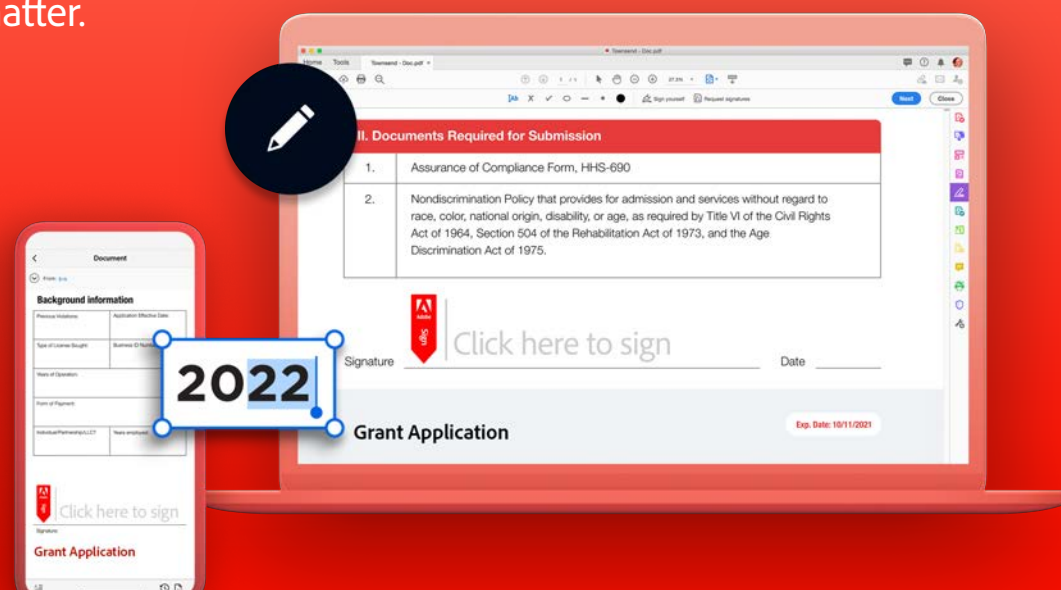 atter.
Townsend - Doc.pdf
Home Tools Townsend - Doc.pdf
Sign yourself Request signatures
Next Close
II. Documents Required for Submission
1. Assurance of Compliance Form, HHS-690
2. Nondiscrimination Policy that provides for admission and services without regard to
race, color, national origin, disability, or age, as required by Title VI of the Civil Rights
Act of 1964, Section 504 of the Rehabilitation Act of 1973, and the Age
Discrimination Act of 1975.
Adobe
Sign
Click here to sign
Signature
Date
Grant Application
Exp. Date: 10/11/2021
Document
Background information
Previous Violations: Application Effective Date:
Type of License Sought: Business ID
Years of Operation:
Form of Payment:
Individual/Partnership/LLC? Years employed:
2022
Click here to sign
Signature:
Grant Application